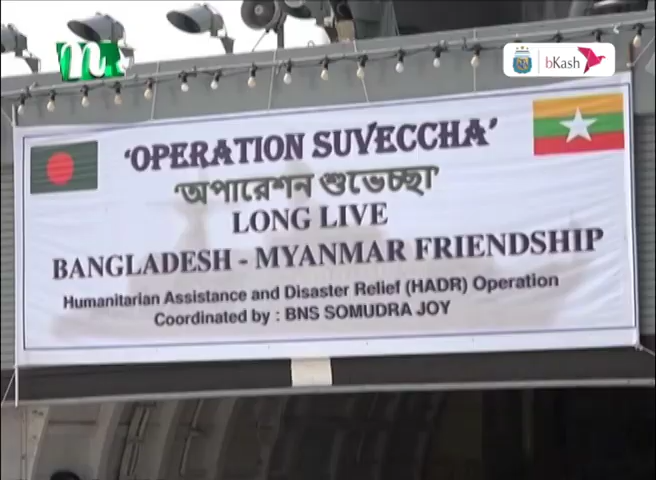 bKash
'OPERATION SUVECCHA'
'অপারেশন শুভেচ্ছা'
LONG LIVE
BANGLADESH - MYANMAR FRIENDSHIP
Humanitarian Assistance and Disaster Relief (HADR) Operation
Coordinated by : BNS SOMUDRA JOY